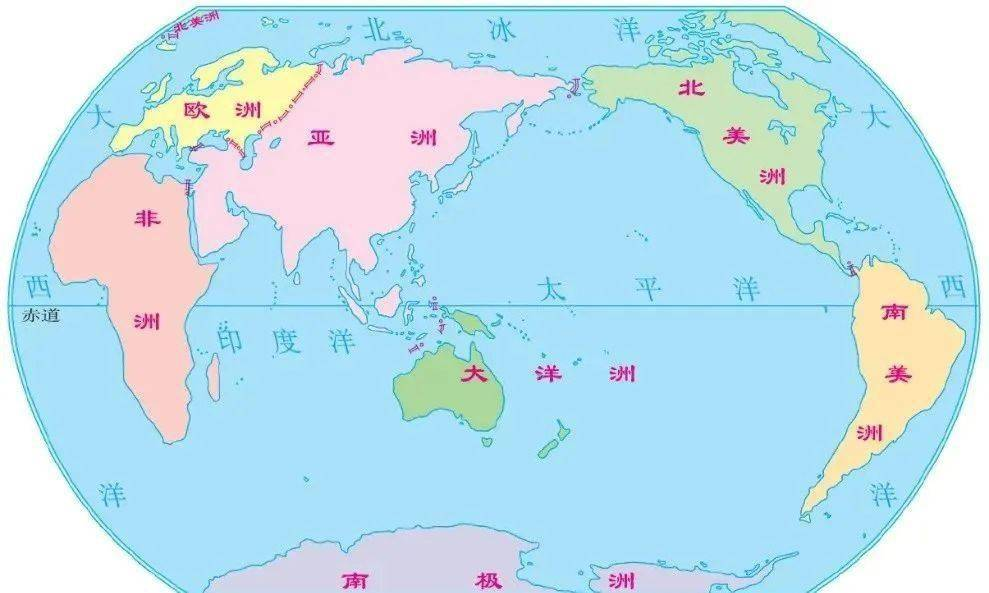 北美洲
北冰洋
欧洲
亚洲
北美洲
大西洋
大西洋
非洲
太平洋
赤道
印度洋
大洋洲
南美洲
南极洲